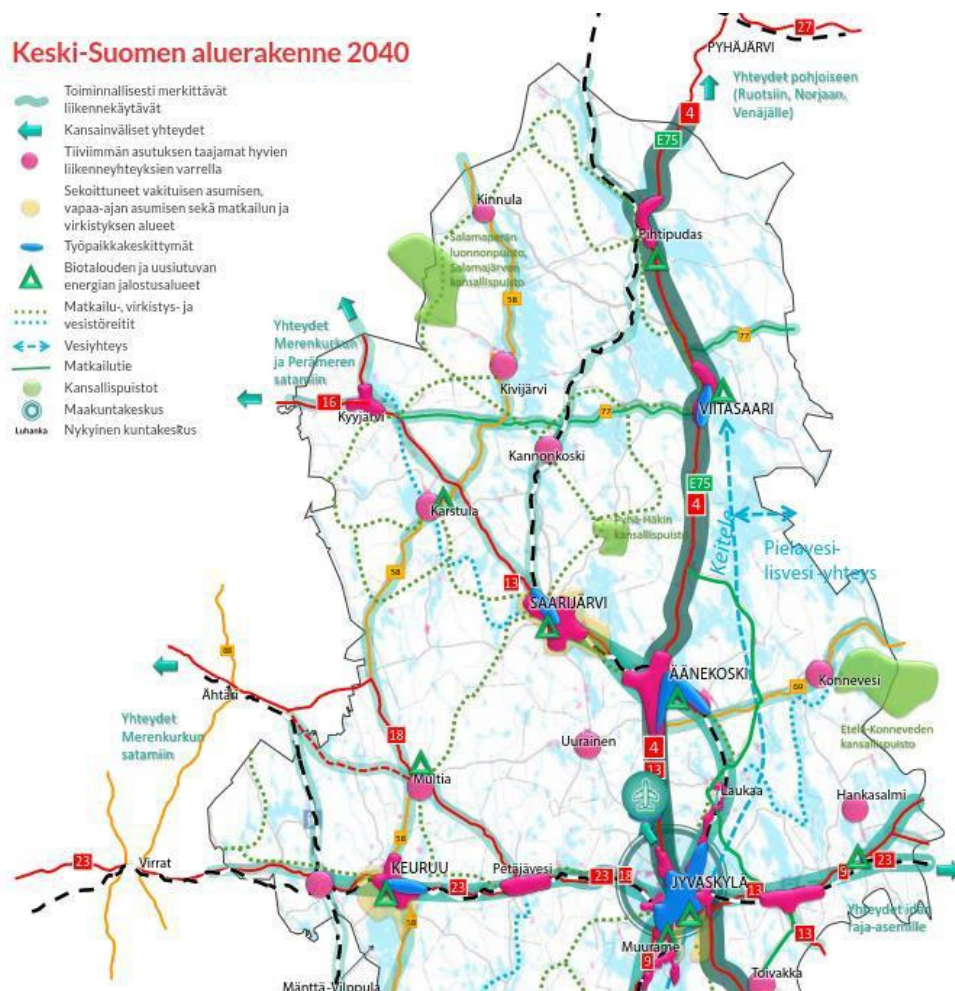 Keski-Suomen aluerakenne 2040
Toiminnallisesti merkittävät
liikennekäytävät
Kansainväliset yhteydet
Tiiviimmän asutuksen taajamat hyvien
liikenneyhteyksien varrella
Sekoittuneet vakituisen asumisen,
vapaa-ajan asumisen sekä matkailun ja
virkistyksen alueet
Työpaikkakeskittymät
Biotalouden ja uusiutuvan
energian jalostusalueet
Matkailu-, virkistys- ja
vesistöreitit
Vesiyhteys
Matkailutie
Kansallispuistot
Maakuntakeskus
Luhanka
Nykyinen kuntakeskus
27
PYHÄJÄRVI
Yhteydet pohjoiseen
(Ruotsiin, Norjaan,
Venäjälle)
4
E75
Kinnula
Pihtipudas
Salamaperän
luonnonpuisto,
Salamajärven
kansallispuisto
58
Yhteydet
Merenkurkun
ja Perämeren
satamiin
77
16
Kyyjärvi
Kivijärvi
77
VIITASAARI
Kannonkoski
E75
4
Karstula
Pyhä-Häkin
kansallispuisto
Keitele
Pielavesi-
Iisvesi -yhteys
58
13
SAARIJÄRVI
68
ÄÄNEKOSKI
Konnevesi
69
Ähtäri
Yhteydet
Merenkurkun
satamiin
18
Uurainen
4
13
Etelä-Konneveden
kansallispuisto
Multia
Laukaa
Hankasalmi
58
23
Virrat
KEURUU
23
Petäjävesi
23
18
JYVÄSKYLÄ
13
9
23
58
Muurame
9
Yhteydet idän
raja-asemille
13
Toivakka
Mänttä-Vilppula